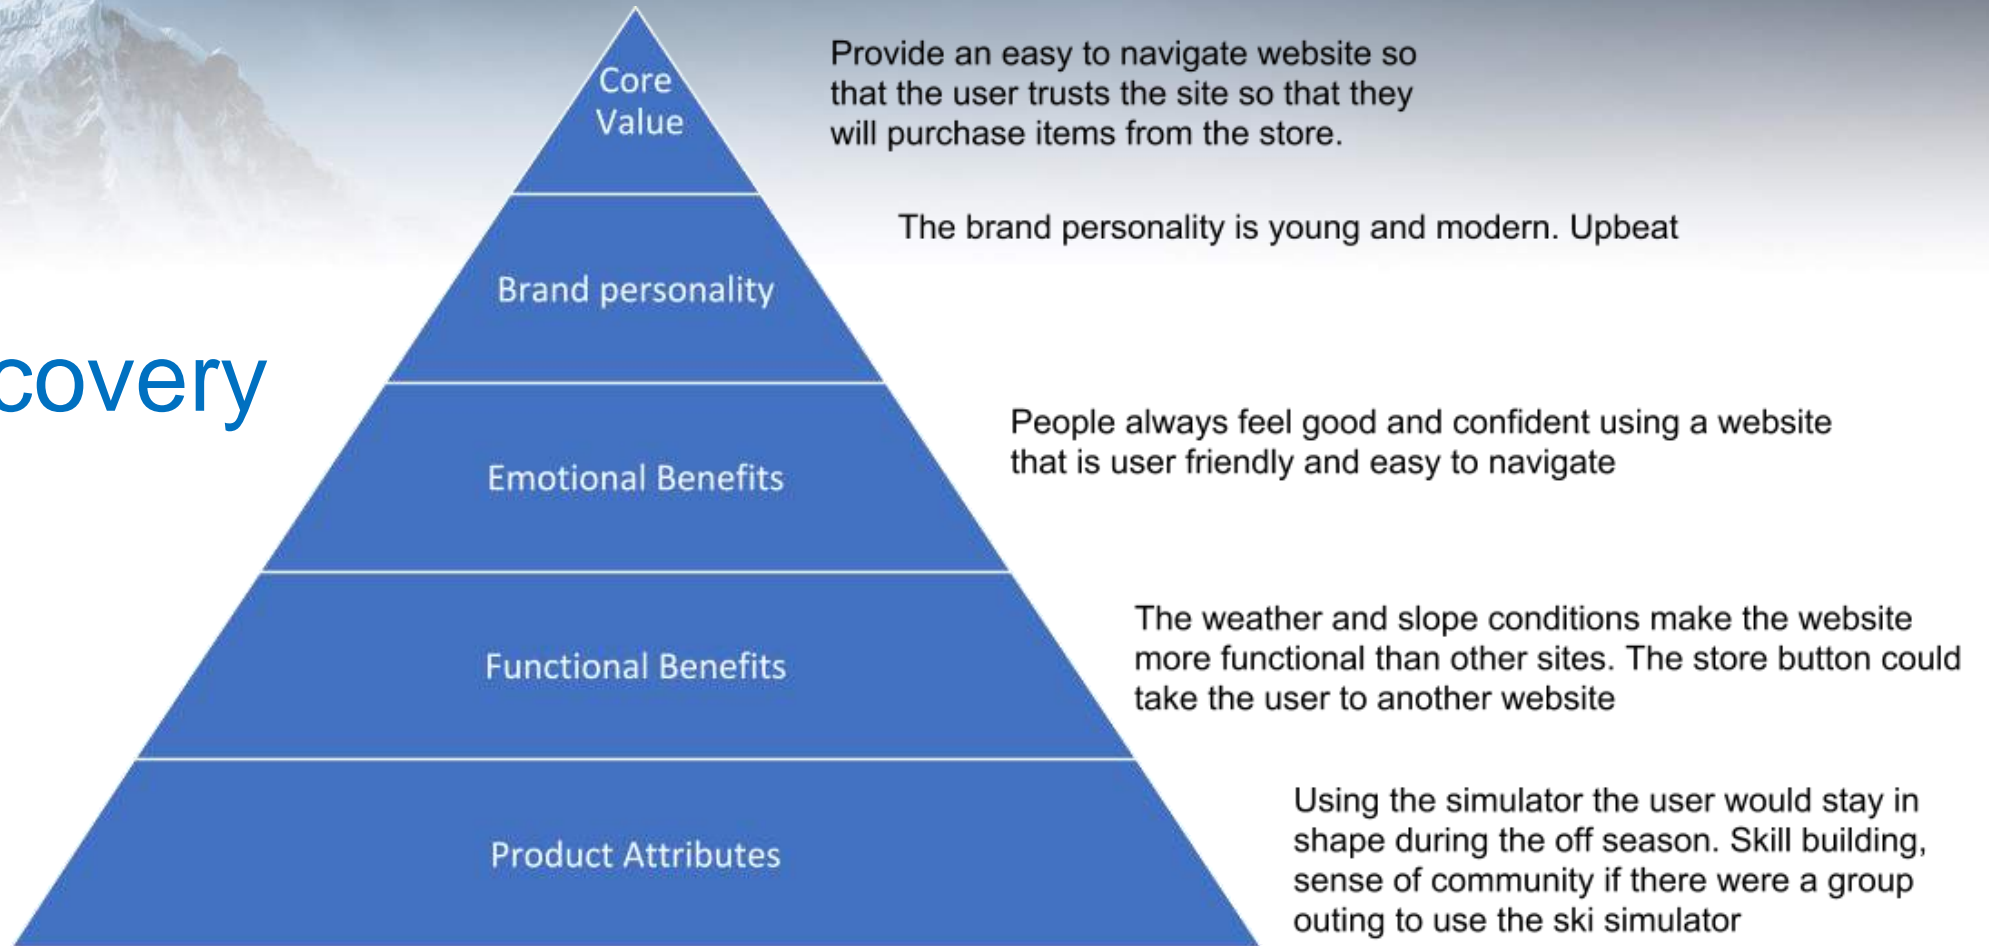 Core
Value
Provide an easy to navigate website so
that the user trusts the site so that they
will purchase items from the store.
Brand personality
The brand personality is young and modern. Upbeat
covery
Emotional Benefits
People always feel good and confident using a website
that is user friendly and easy to navigate
Functional Benefits
The weather and slope conditions make the website
more functional than other sites. The store button could
take the user to another website
Product Attributes
Using the simulator the user would stay in
shape during the off season. Skill building,
sense of community if there were a group
outing to use the ski simulator